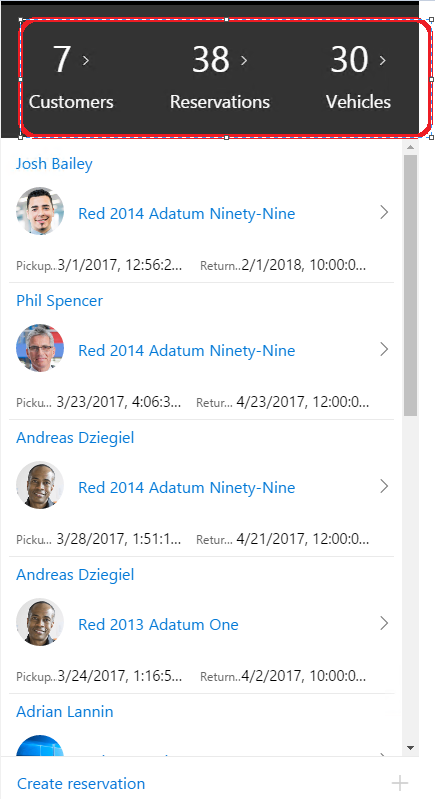 7 38 30
Customers Reservations Vehicles
Josh Bailey
Red 2014 Adatum Ninety-Nine
Pickup.. 3/1/2017, 12:56:2... Return.. 2/1/2018, 10:00:0...
Phil Spencer
Red 2014 Adatum Ninety-Nine
Picku... 3/23/2017, 4:06:3... Retur... 4/23/2017, 12:00:0...
Andreas Dziegiel
Red 2014 Adatum Ninety-Nine
Picku... 3/28/2017, 1:51:1... Retur... 4/21/2017, 12:00:0...
Andreas Dziegiel
Red 2013 Adatum One
Picku... 3/24/2017, 1:16:5... Return.. 4/2/2017, 10:00:0...
Adrian Lannin
Create reservation